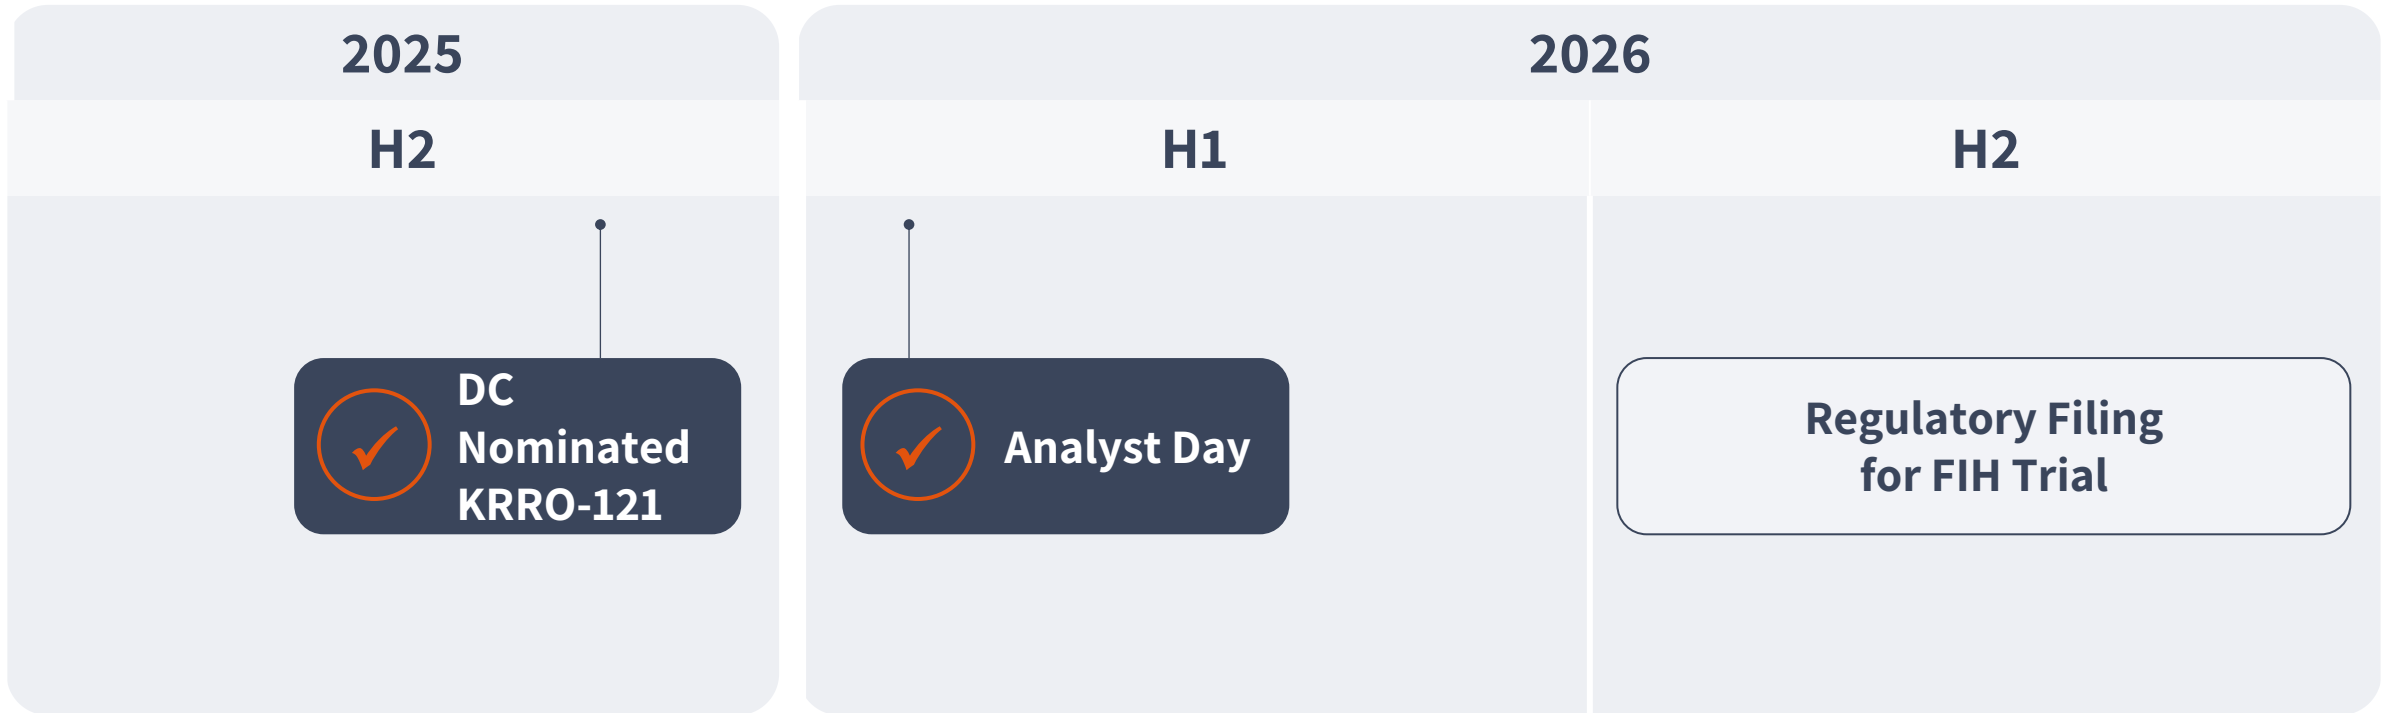 2025
2026
H2
H1
H2
DC
Nominated
KRRO-121
Analyst Day
Regulatory Filing
for FIH Trial